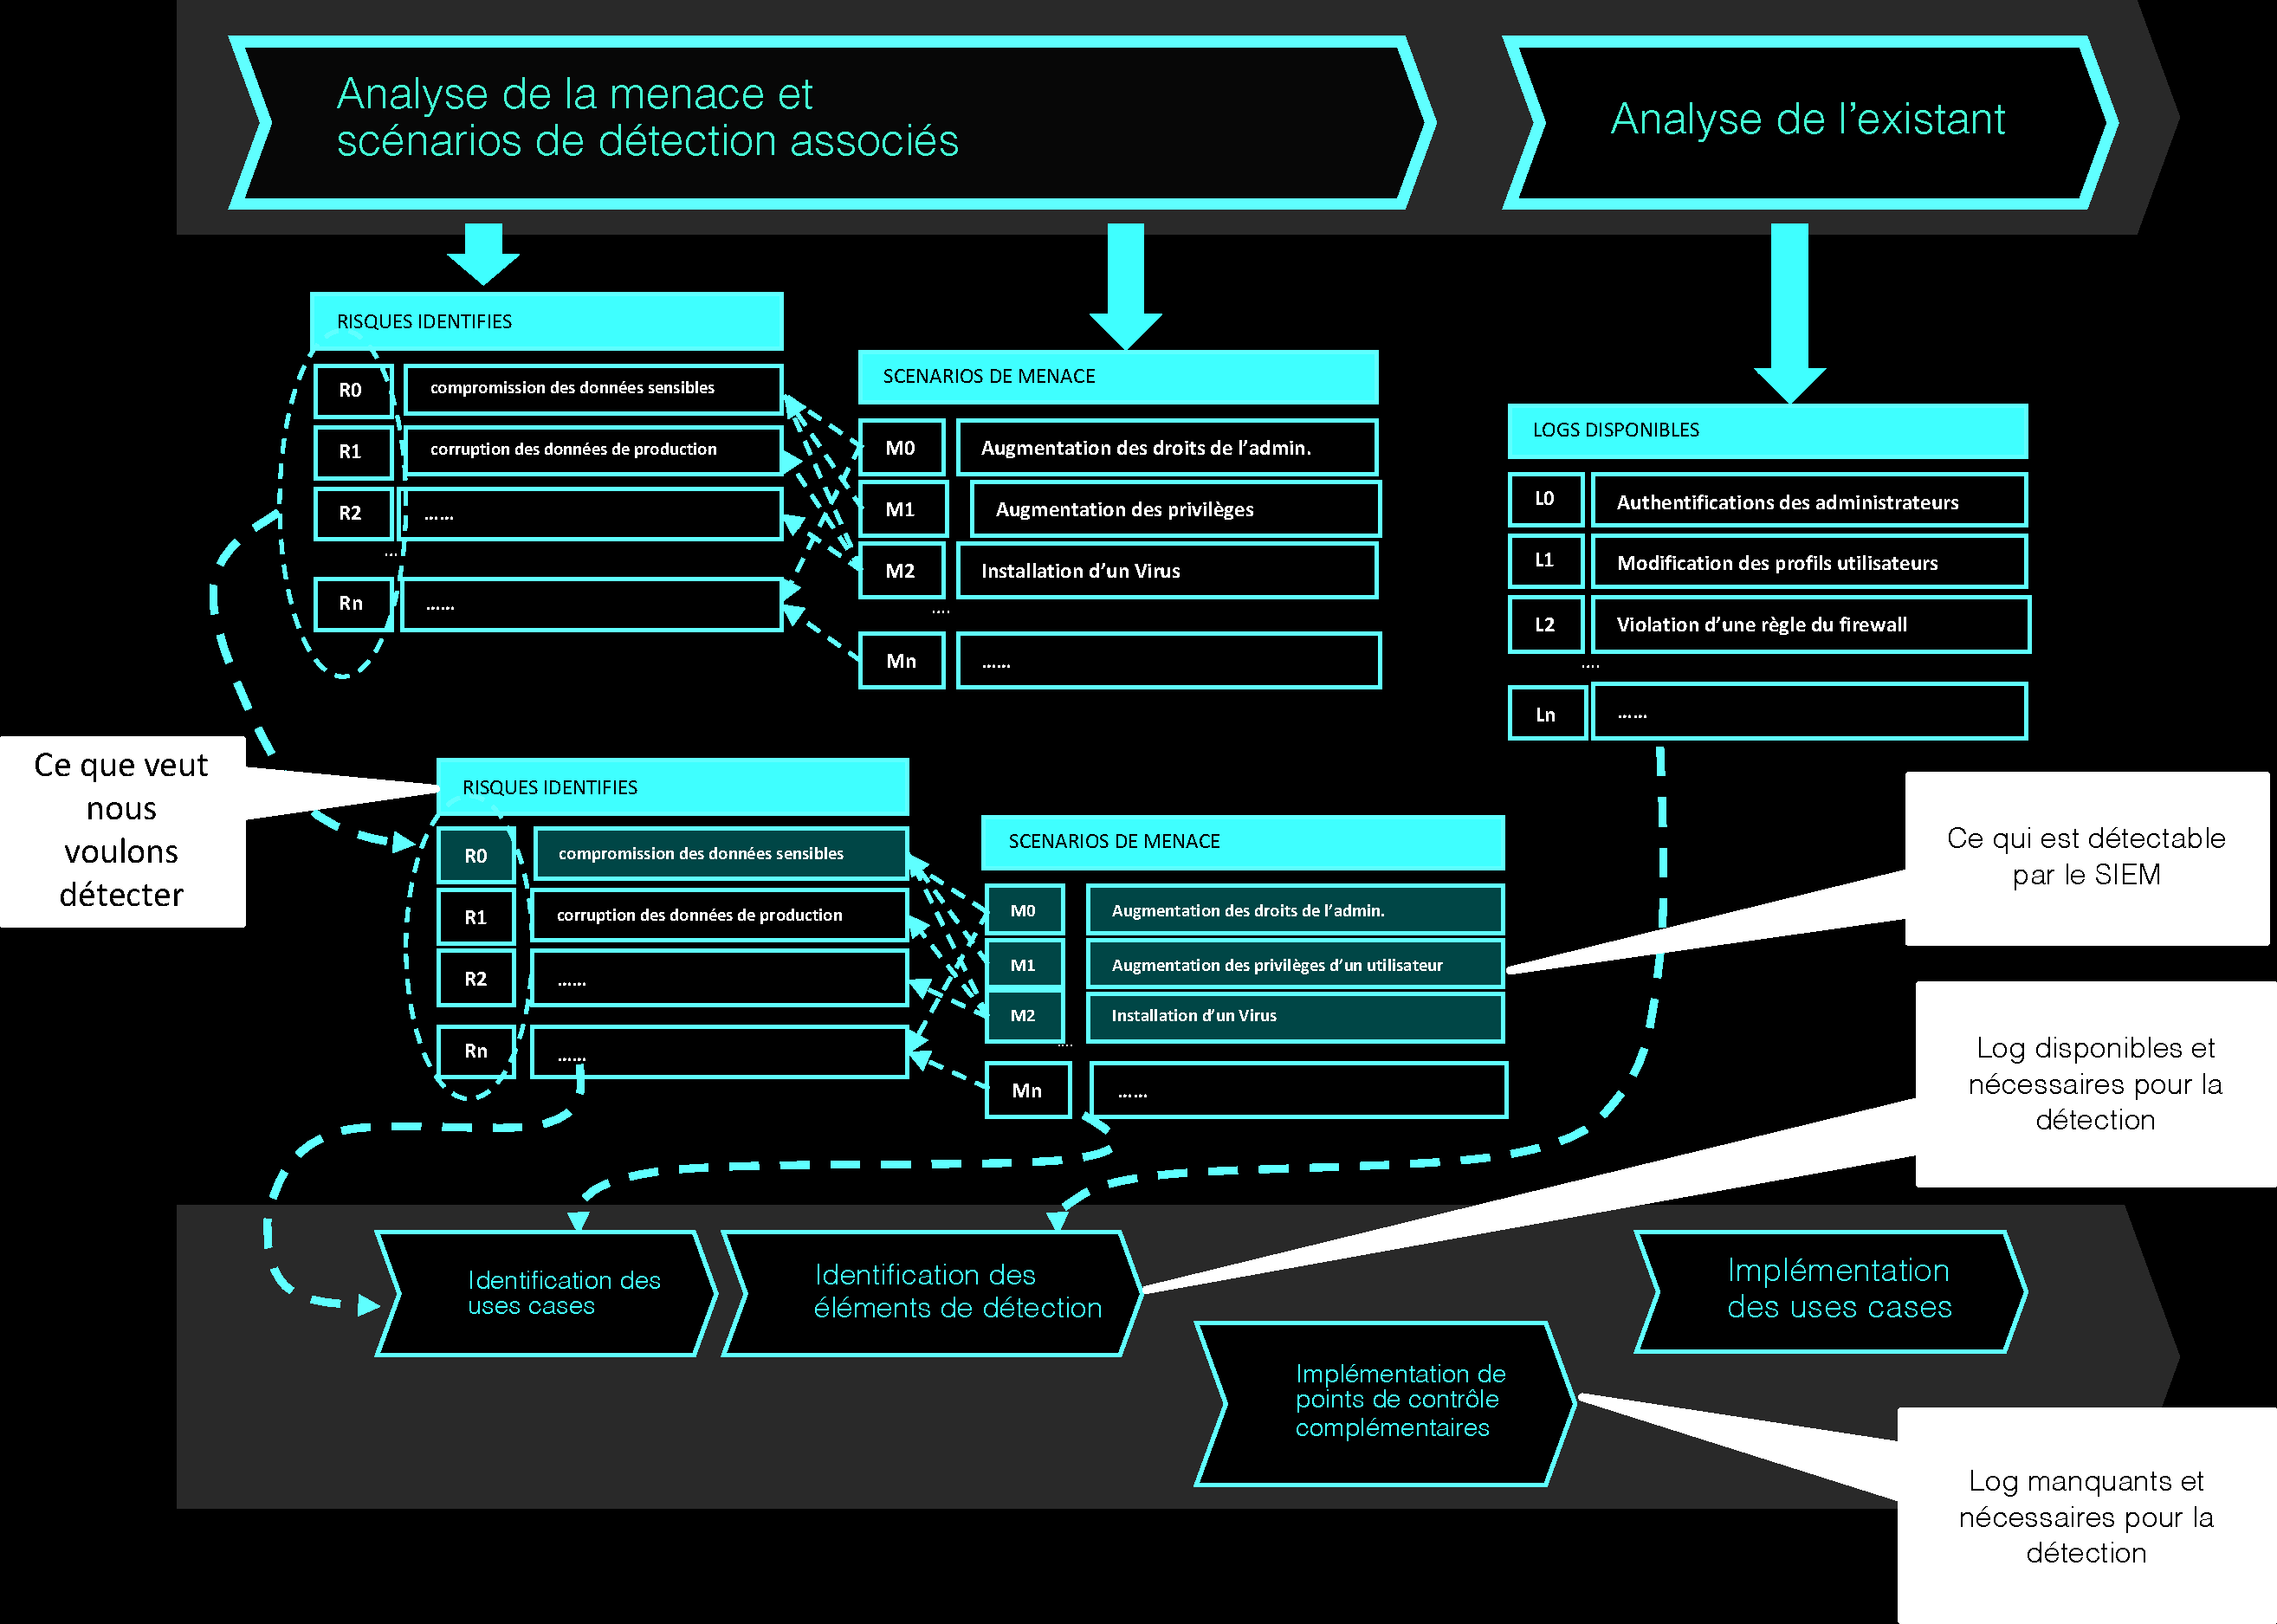 Analyse de la menace et
scénarios de détection associés
Analyse de l’existant
RISQUES IDENTIFIES
R0 compromission des données sensibles
R1 corruption des données de production
R2 ......
....
Rn ......
SCENARIOS DE MENACE
M0 Augmentation des droits de l’admin.
M1 Augmentation des privilèges
M2 Installation d’un Virus
....
Mn ......
LOGS DISPONIBLES
L0 Authentifications des administrateurs
L1 Modification des profils utilisateurs
L2 Violation d’une règle du firewall
....
Ln ......
Ce que veut
nous
voulons
détecter
RISQUES IDENTIFIES
R0 compromission des données sensibles
R1 corruption des données de production
R2 ......
Rn ......
SCENARIOS DE MENACE
M0 Augmentation des droits de l’admin.
M1 Augmentation des privilèges d’un utilisateur
M2 Installation d’un Virus
....
Mn ......
Ce qui est détectable
par le SIEM
Log disponibles et
nécessaires pour la
détection
Identification des
uses cases
Identification des
éléments de détection
Implémentation de
points de contrôle
complémentaires
Implémentation
des uses cases
Log manquants et
nécessaires pour la
détection